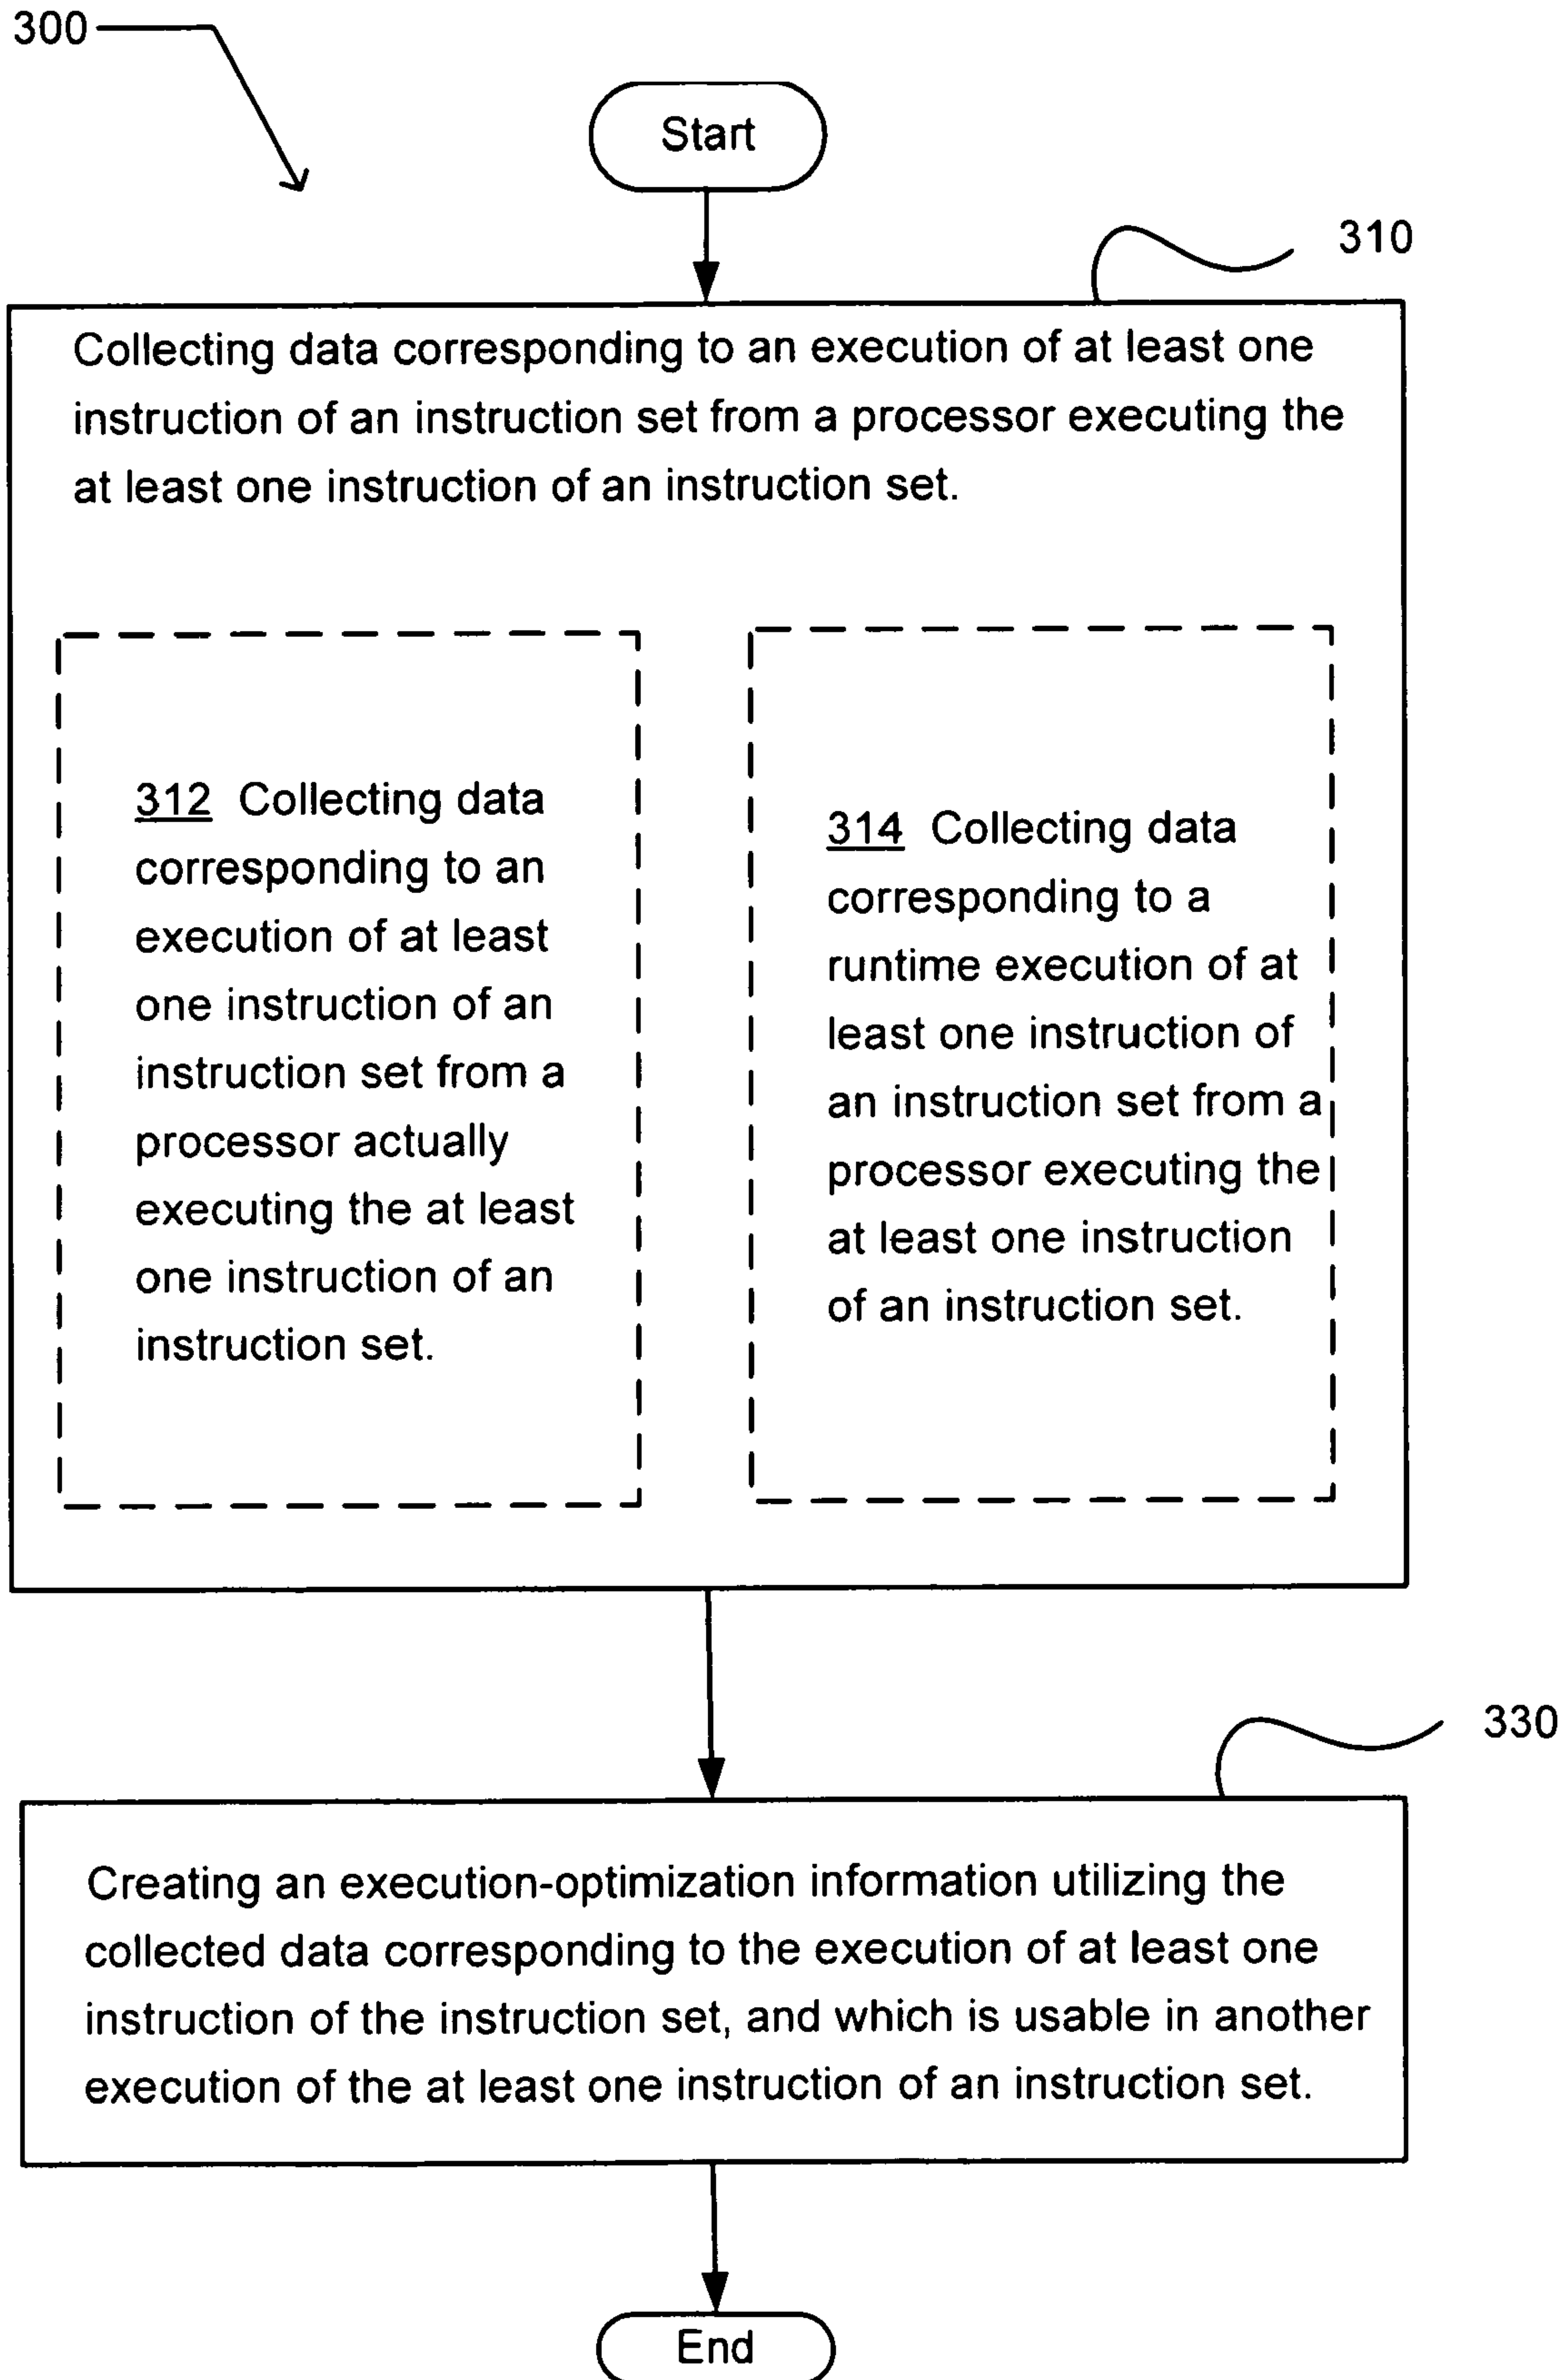 300
Start
310
Collecting data corresponding to an execution of at least one
instruction of an instruction set from a processor executing the
at least one instruction of an instruction set.
312 Collecting data
corresponding to an
execution of at least
one instruction of an
instruction set from a
processor actually
executing the at least
one instruction of an
instruction set.
314 Collecting data
corresponding to a
runtime execution of at
least one instruction of
an instruction set from a
processor executing the
at least one instruction
of an instruction set.
330
Creating an execution-optimization information utilizing the
collected data corresponding to the execution of at least one
instruction of the instruction set, and which is usable in another
execution of the at least one instruction of an instruction set.
End